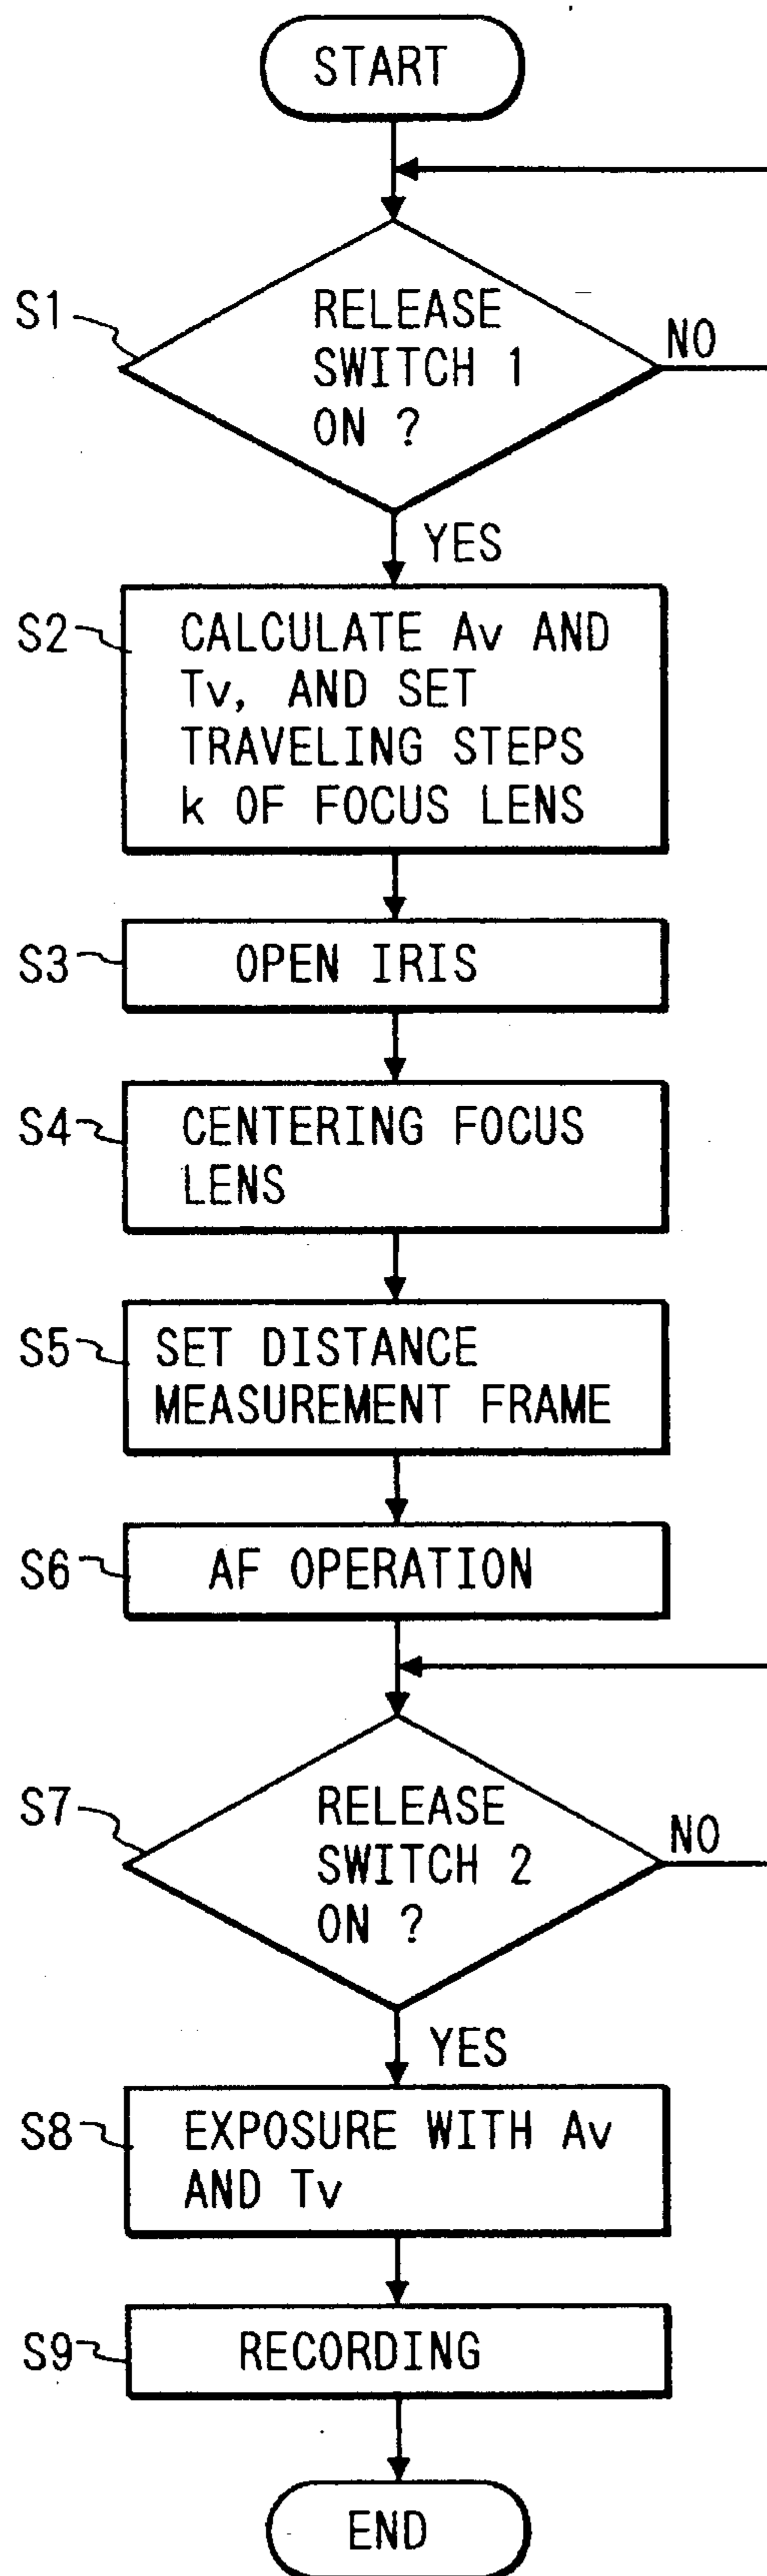 START
S1
RELEASE
SWITCH 1
ON ?
NO
YES
S2
CALCULATE Av AND
Tv, AND SET
TRAVELING STEPS
k OF FOCUS LENS
S3
OPEN IRIS
S4
CENTERING FOCUS
LENS
S5
SET DISTANCE
MEASUREMENT FRAME
S6
AF OPERATION
S7
RELEASE
SWITCH 2
ON ?
NO
YES
S8
EXPOSURE WITH Av
AND Tv
S9
RECORDING
END